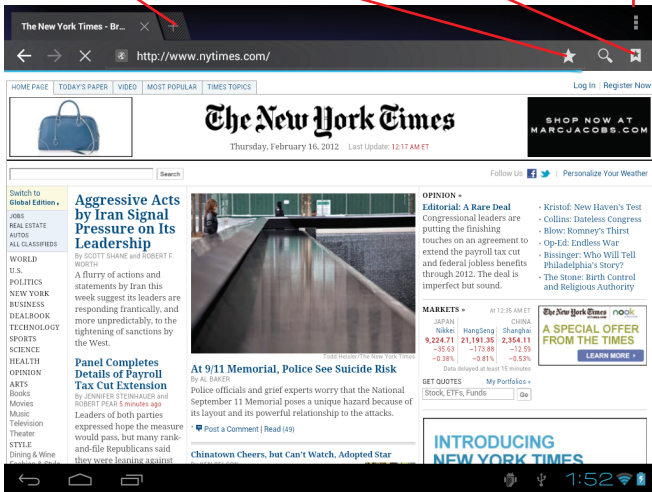 The New York Times - Br...
http://www.nytimes.com/
HOME PAGE TODAY'S PAPER VIDEO MOST POPULAR TIMES TOPICS
Log In Register Now
The New York Times
Thursday, February 16, 2012 Last Update: 12:17 AM ET
SHOP NOW AT
MARCJACOBS.COM
Search
Follow Us
Personalize Your Weather
Switch to
Global Edition
JOBS
REAL ESTATE
AUTOS
ALL CLASSIFIEDS
WORLD
U.S.
POLITICS
NEW YORK
BUSINESS
DEALBOOK
TECHNOLOGY
SPORTS
SCIENCE
HEALTH
OPINION
ARTS
Books
Movies
Music
Television
Theater
STYLE
Dining & Wine
Fashion & Style
Aggressive Acts
by Iran Signal
Pressure on Its
Leadership
By SCOTT SHANE and ROBERT F.
WORTH
A flurry of actions and
statements by Iran this
week suggest its leaders are
responding frantically, and
more unpredictably, to the
tightening of sanctions by
the West.
Panel Completes
Details of Payroll
Tax Cut Extension
By JENNIFER STEINHAUER and
ROBERT PEAR 5 minutes ago
Leaders of both parties
expressed hope the measure
would pass, but many rank-
and-file Republicans said
they were leaning against
Todd Heisler/The New York Times
At 9/11 Memorial, Police See Suicide Risk
By AL BAKER
Police officials and grief experts worry that the National
September 11 Memorial poses a unique hazard because of
its layout and its powerful relationship to the attacks.
Post a Comment | Read (49)
Chinatown Cheers, but Can't Watch, Adopted Star
OPINION »
Editorial: A Rare Deal
Congressional leaders are
putting the finishing
touches on an agreement to
extend the payroll tax cut
and federal jobless benefits
through 2012. The deal is
imperfect but sound.
• Kristof: New Haven's Test
• Collins: Dateless Congress
• Blow: Romney's Thirst
• Op-Ed: Endless War
• Bissinger: Who Will Tell
Philadelphia's Story?
• The Stone: Birth Control
and Religious Authority
MARKETS » At 12:35 AM ET
JAPAN CHINA
Nikkei HangSeng Shanghai
9,224.71 21,191.35 2,354.11
−35.63 −173.88 −12.59
−0.38% −0.81% −0.53%
Data delayed at least 15 minutes
GET QUOTES My Portfolios »
Stock, ETFs, Funds Go
The New York Times nook
A SPECIAL OFFER
FROM THE TIMES
LEARN MORE
INTRODUCING
NEW YORK TIMES
1:52